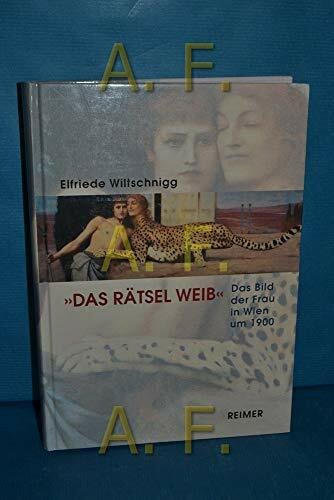 A. F.
Elfriede Wiltschnigg
A. F.
»DAS RÄTSEL WEIB«
Das Bild
der Frau
in Wien
um 1900
A. F.
REIMER
A. F.